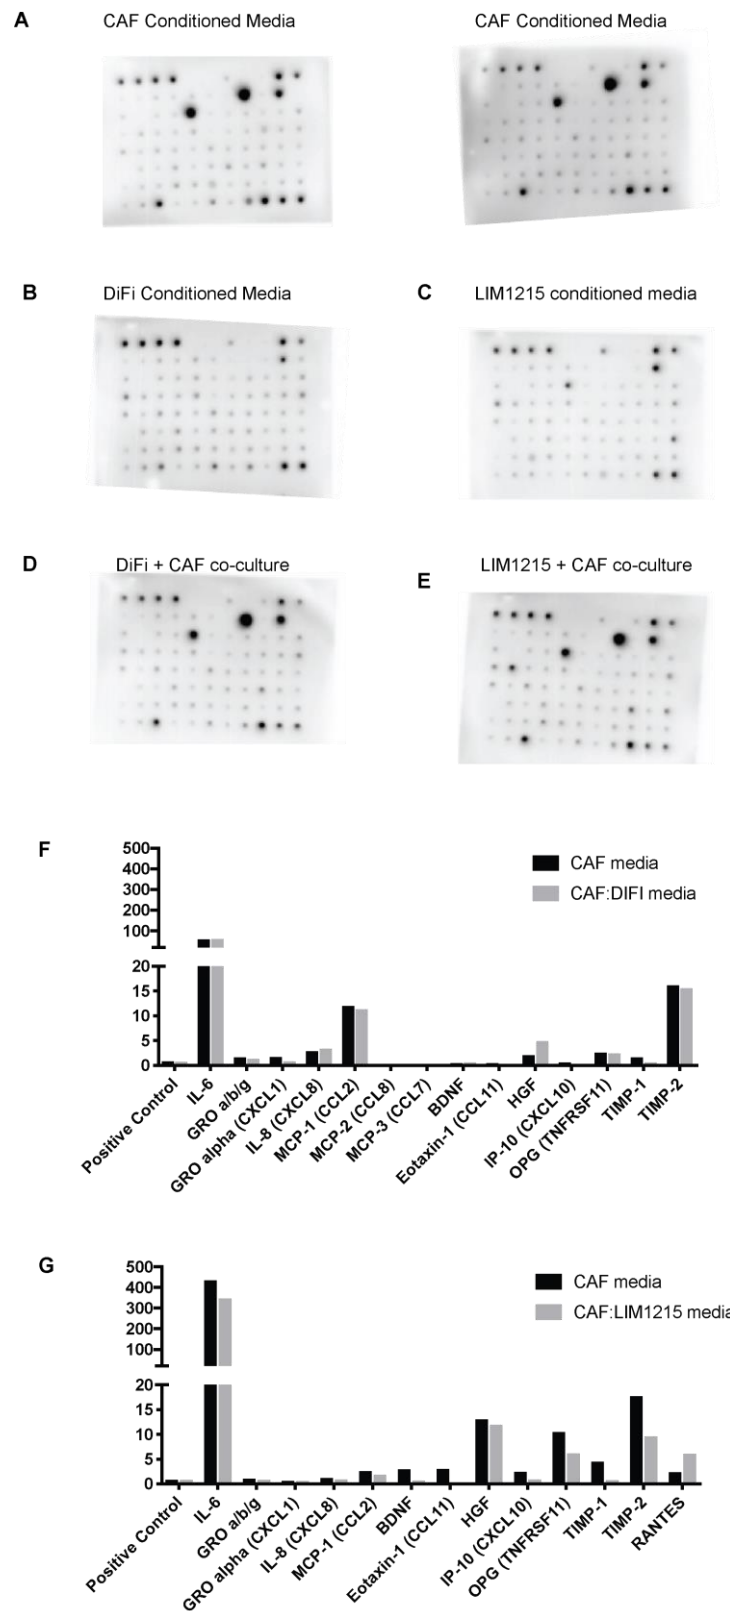 A
CAF Conditioned Media
CAF Conditioned Media
B
DiFi Conditioned Media
C
LIM1215 conditioned media
D
DiFi + CAF co-culture
E
LIM1215 + CAF co-culture
F
500
400
300
200
100
20
15
10
5
0
CAF media
CAF:DIFI media
Positive Control
IL-6
GRO a/b/g
GRO alpha (CXCL1)
IL-8 (CXCL8)
MCP-1 (CCL2)
MCP-2 (CCL8)
MCP-3 (CCL7)
BDNF
Eotaxin-1 (CCL11)
HGF
IP-10 (CXCL10)
OPG (TNFRSF11)
TIMP-1
TIMP-2
G
500
400
300
200
100
20
15
10
5
0
CAF media
CAF:LIM1215 media
Positive Control
IL-6
GRO a/b/g
GRO alpha (CXCL1)
IL-8 (CXCL8)
MCP-1 (CCL2)
BDNF
Eotaxin-1 (CCL11)
HGF
IP-10 (CXCL10)
OPG (TNFRSF11)
TIMP-1
TIMP-2
RANTES